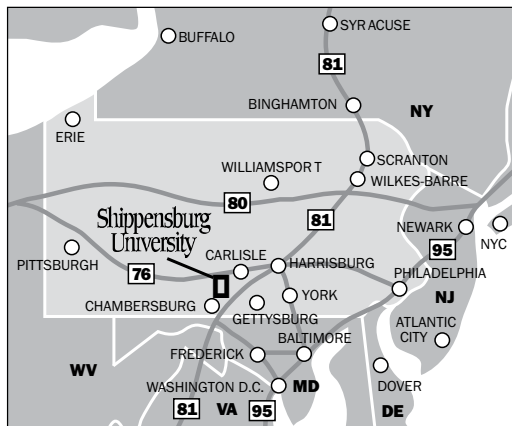 SYRACUSE
BUFFALO
81
BINGHAMTON
NY
ERIE
SCRANTON
WILLIAMSPORT
WILKES-BARRE
80
81
Shippensburg
University
NEWARK
NYC
95
PITTSBURGH
CARLISLE
HARRISBURG
76
PHILADELPHIA
NJ
CHAMBERSBURG
YORK
GETTYSBURG
ATLANTIC
CITY
BALTIMORE
FREDERICK
WV
WASHINGTON D.C.
MD
DOVER
81
VA
95
DE